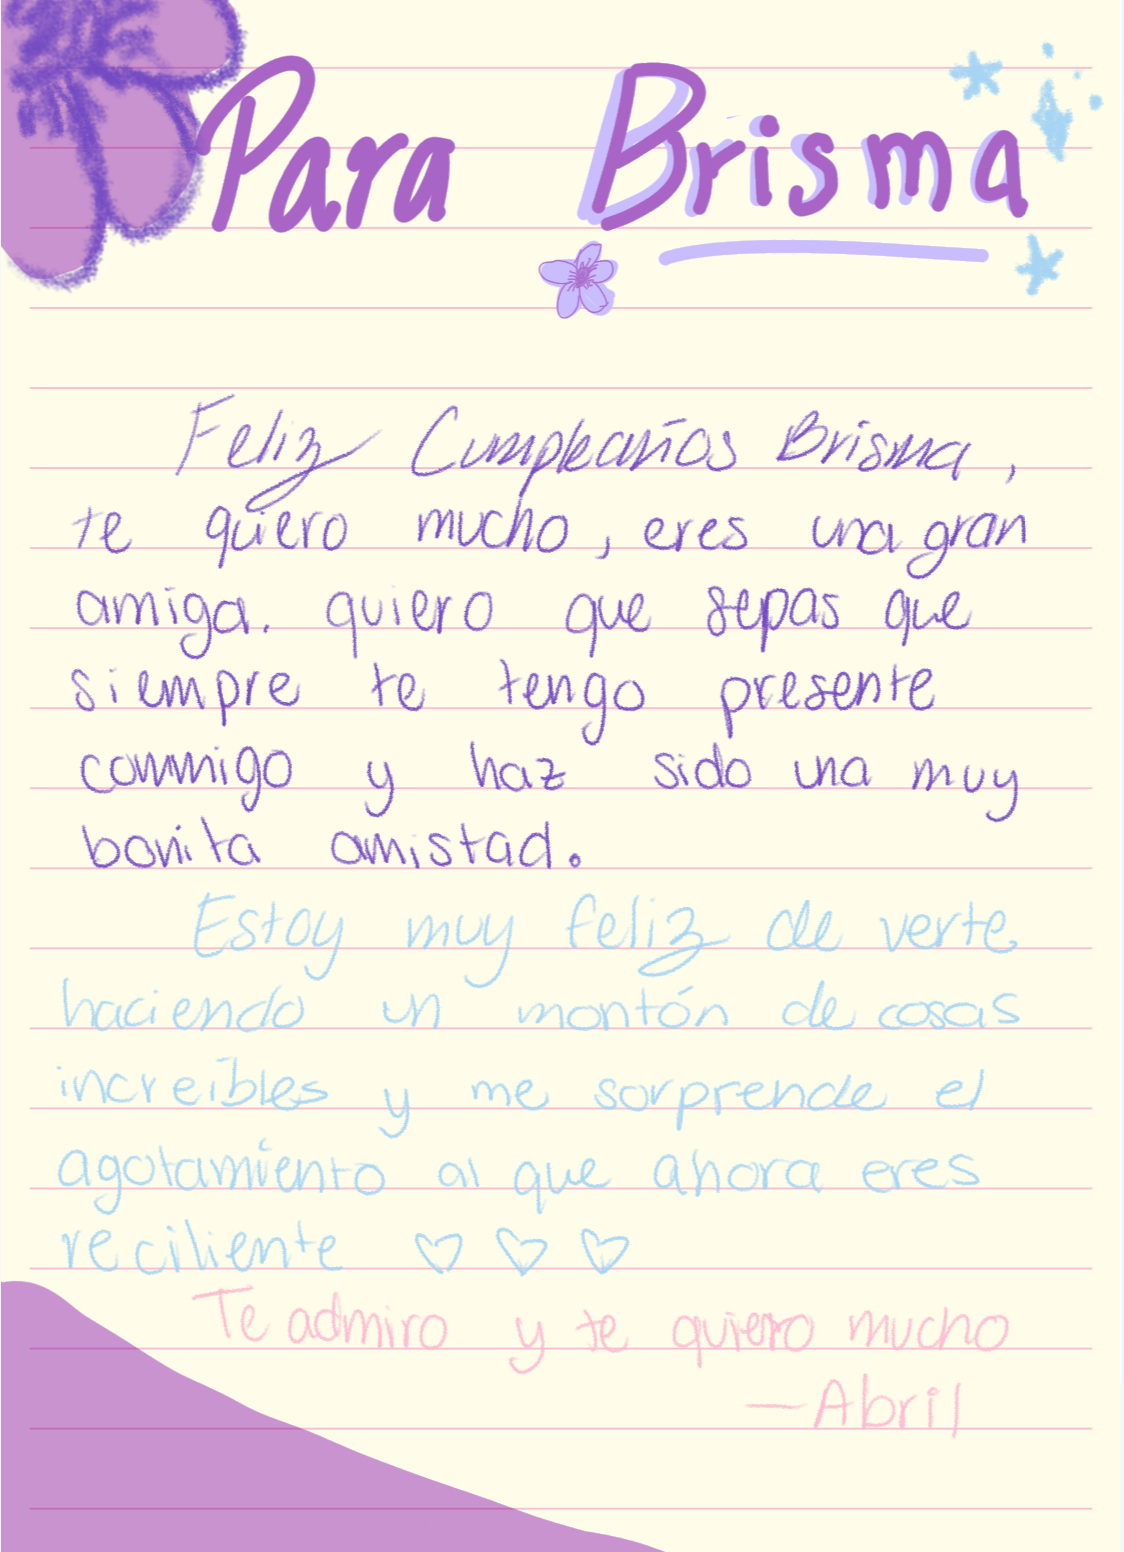 Para Brisma
Feliz Cumpleaños Brisma,
te quiero mucho, eres una gran
amiga. quiero que sepas que
siempre te tengo presente
conmigo y haz sido una muy
bonita amistad.
Estoy muy feliz de verte
haciendo un montón de cosas
increíbles y me sorprende el
agotamiento al que ahora eres
reciliente ♡ ♡ ♡
Te admiro y te quiero mucho
—Abril